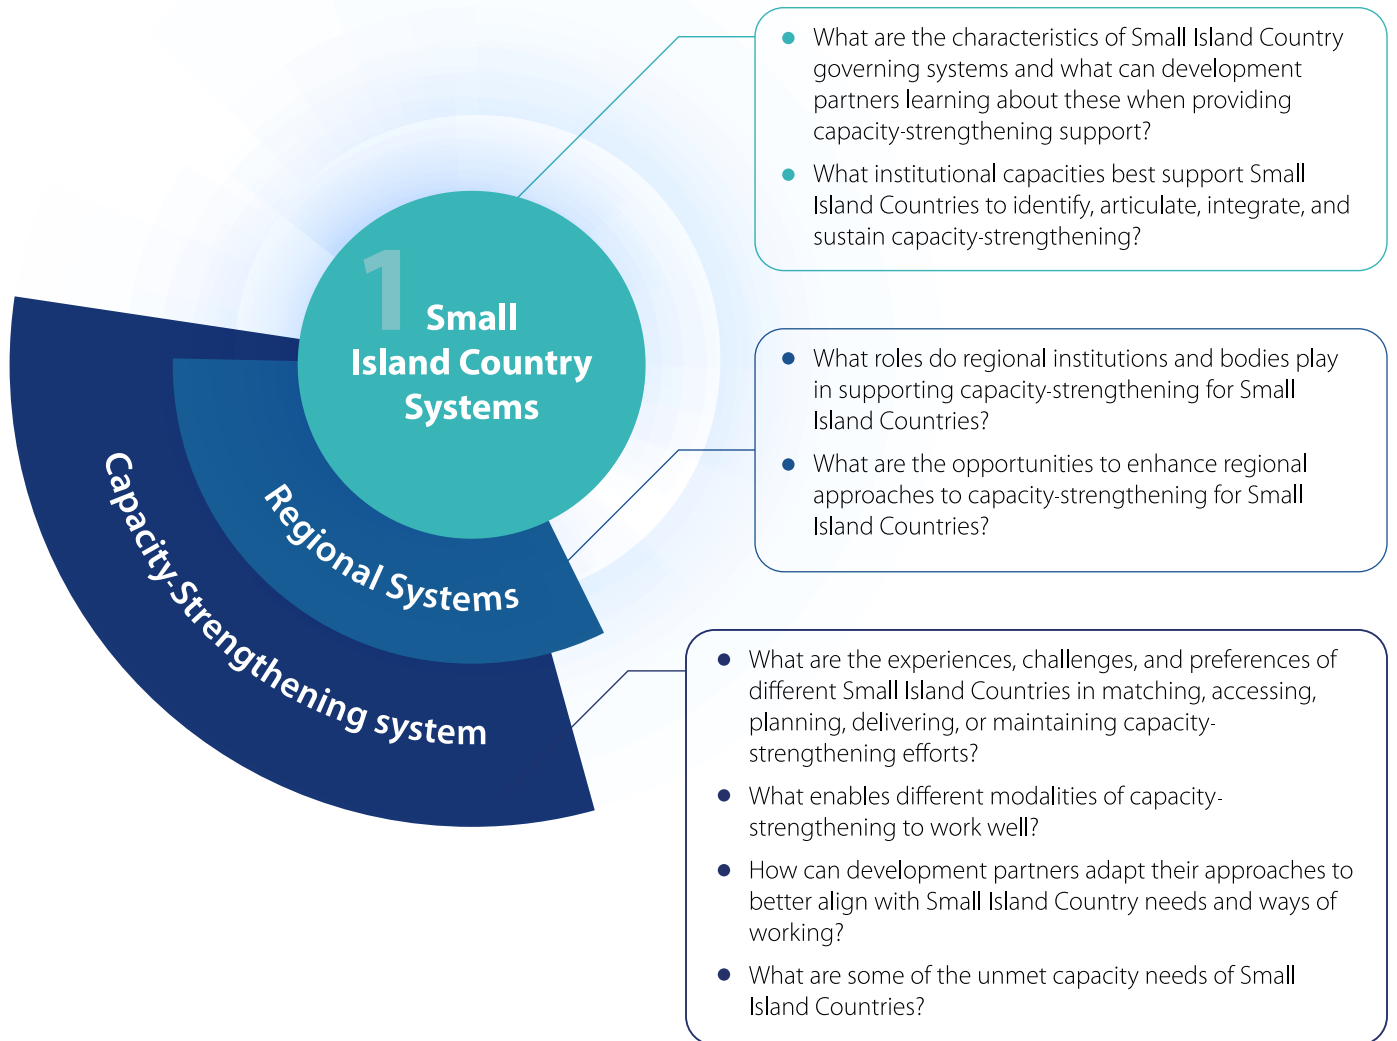 1
Small
Island Country
Systems
Regional Systems
Capacity-Strengthening system
What are the characteristics of Small Island Country
governing systems and what can development
partners learning about these when providing
capacity-strengthening support?
What institutional capacities best support Small
Island Countries to identify, articulate, integrate, and
sustain capacity-strengthening?
What roles do regional institutions and bodies play
in supporting capacity-strengthening for Small
Island Countries?
What are the opportunities to enhance regional
approaches to capacity-strengthening for Small
Island Countries?
What are the experiences, challenges, and preferences of
different Small Island Countries in matching, accessing,
planning, delivering, or maintaining capacity-
strengthening efforts?
What enables different modalities of capacity-
strengthening to work well?
How can development partners adapt their approaches to
better align with Small Island Country needs and ways of
working?
What are some of the unmet capacity needs of Small
Island Countries?